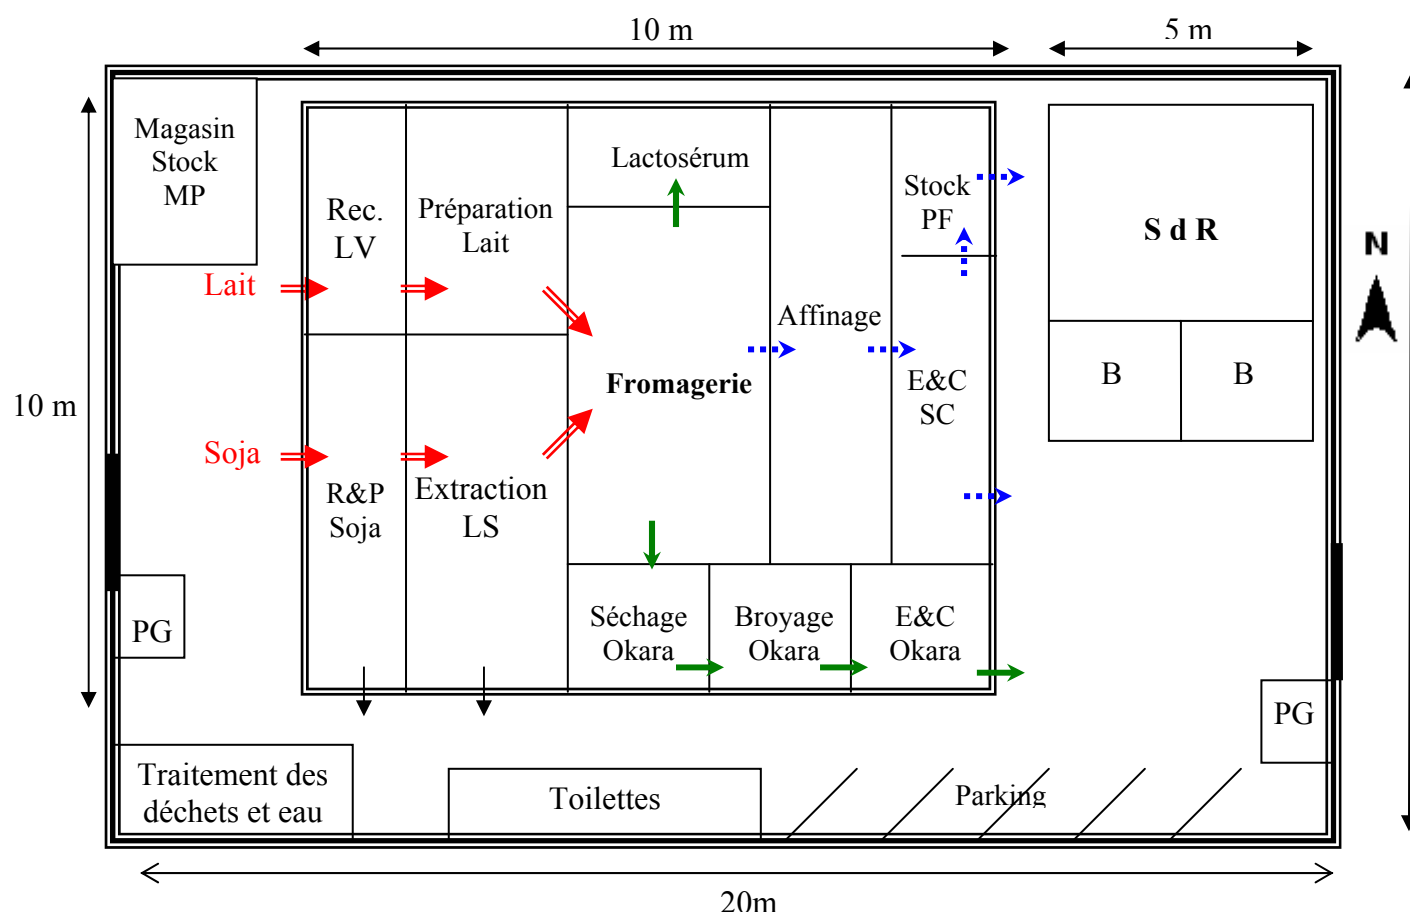 10 m
5 m
Magasin
Stock
MP
Lactosérum
Rec.
LV
Préparation
Lait
Stock
PF
S d R
N
Lait
Affinage
Fromagerie
E&C
SC
B
B
10 m
Soja
R&P
Soja
Extraction
LS
PG
Séchage
Okara
Broyage
Okara
E&C
Okara
PG
Traitement des
déchets et eau
Toilettes
Parking
20m